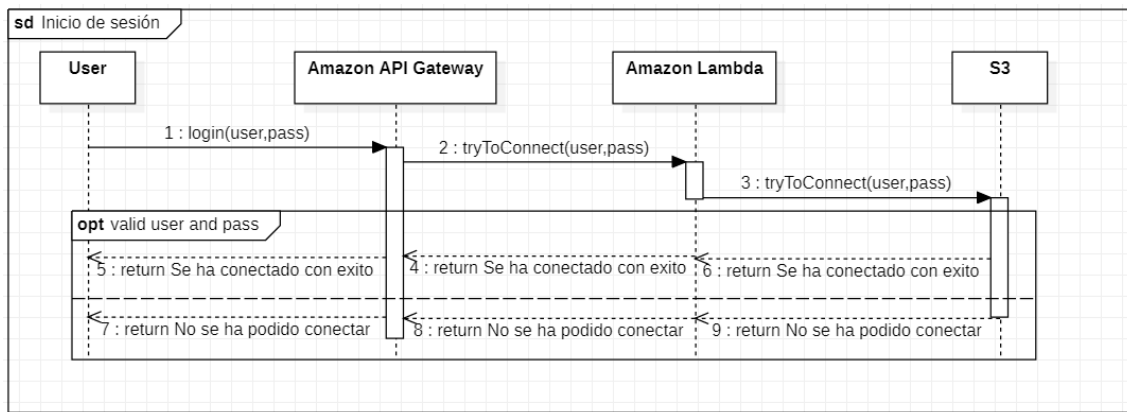 sd Inicio de sesión
User
Amazon API Gateway
Amazon Lambda
S3
1 : login(user,pass)
2 : tryToConnect(user,pass)
3 : tryToConnect(user,pass)
opt valid user and pass
5 : return Se ha conectado con exito
4 : return Se ha conectado con exito
6 : return Se ha conectado con exito
7 : return No se ha podido conectar
8 : return No se ha podido conectar
9 : return No se ha podido conectar